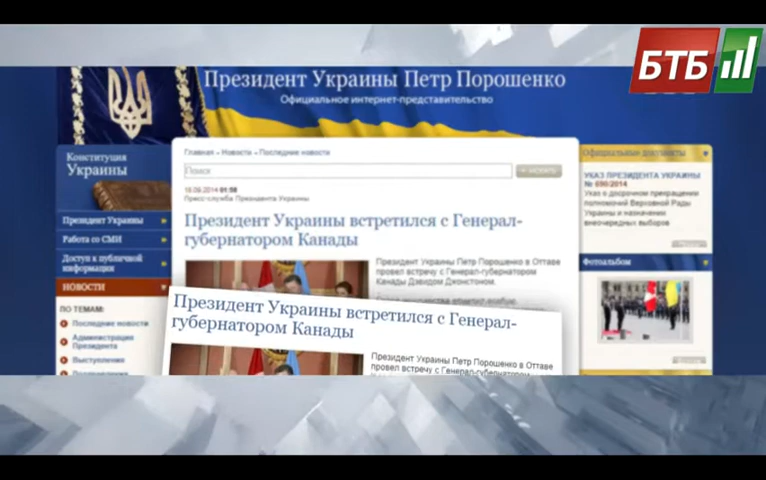 БТБ
Президент Украины Петр Порошенко
Официальное интернет-представительство
Конституция
Украины
Президент Украины
Работа со СМИ
Доступ к публичной
информации
НОВОСТИ
ПО ТЕМАМ:
Последние новости
Администрация
Президента
Выступления
Главная » Новости » Последние новости
Поиск
ИСКАТЬ
01:58
Пресс-служба Президента Украины
Президент Украины встретился с Генерал-
губернатором Канады
Президент Украины Петр Порошенко в Оттаве
провел встречу с Генерал-губернатором
Канады Дэвидом Джонстоном.
Президент Украины встретился с Генерал-
губернатором Канады
Президент Украины Петр Порошенко в Оттаве
провел встречу с Генерал-губернатором
Официальные документы
УКАЗ ПРЕЗИДЕНТА УКРАИНЫ
№ 690/2014
Указ о досрочном прекращении
полномочий Верховной Рады
Украины и назначении
внеочередных выборов
Фотоальбом